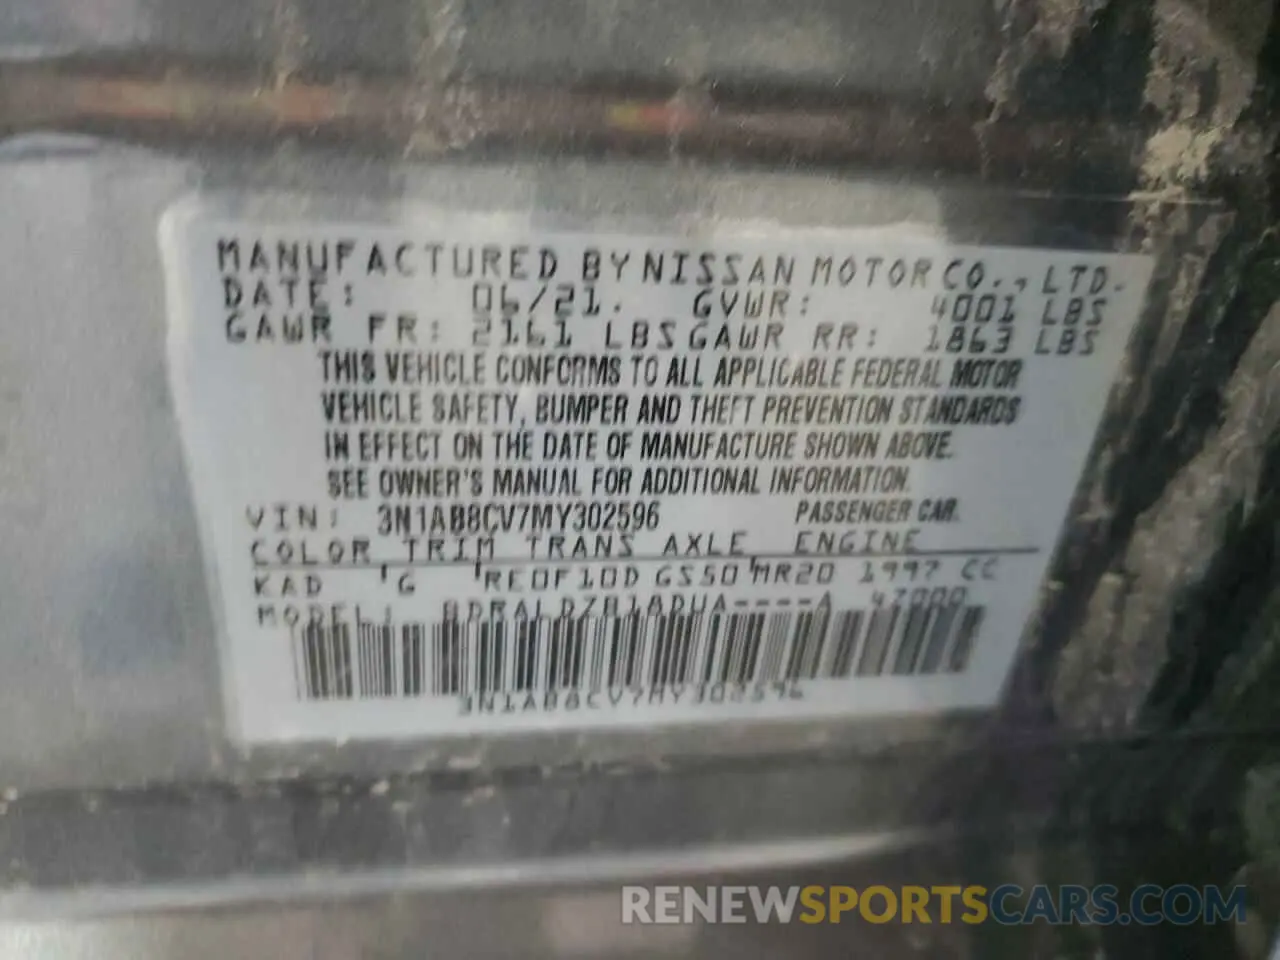 MANUFACTURED BY NISSAN MOTOR CO., LTD.
DATE: 06/21. GVWR: 4001 LBS
GAWR FR: 2161 LBS GAWR RR: 1863 LBS
THIS VEHICLE CONFORMS TO ALL APPLICABLE FEDERAL MOTOR
VEHICLE SAFETY, BUMPER AND THEFT PREVENTION STANDARDS
IN EFFECT ON THE DATE OF MANUFACTURE SHOWN ABOVE.
SEE OWNER'S MANUAL FOR ADDITIONAL INFORMATION.
VIN: 3N1AB8CV7MY302596 PASSENGER CAR.
COLOR TRIM TRANS AXLE ENGINE
KAD G RE0F10D GS50 MR20 1997 CC
MODEL: BDRALDZB18DUA----A 47000
3N1AB8CV7MY302596
RENEWSPORTSCARS.COM